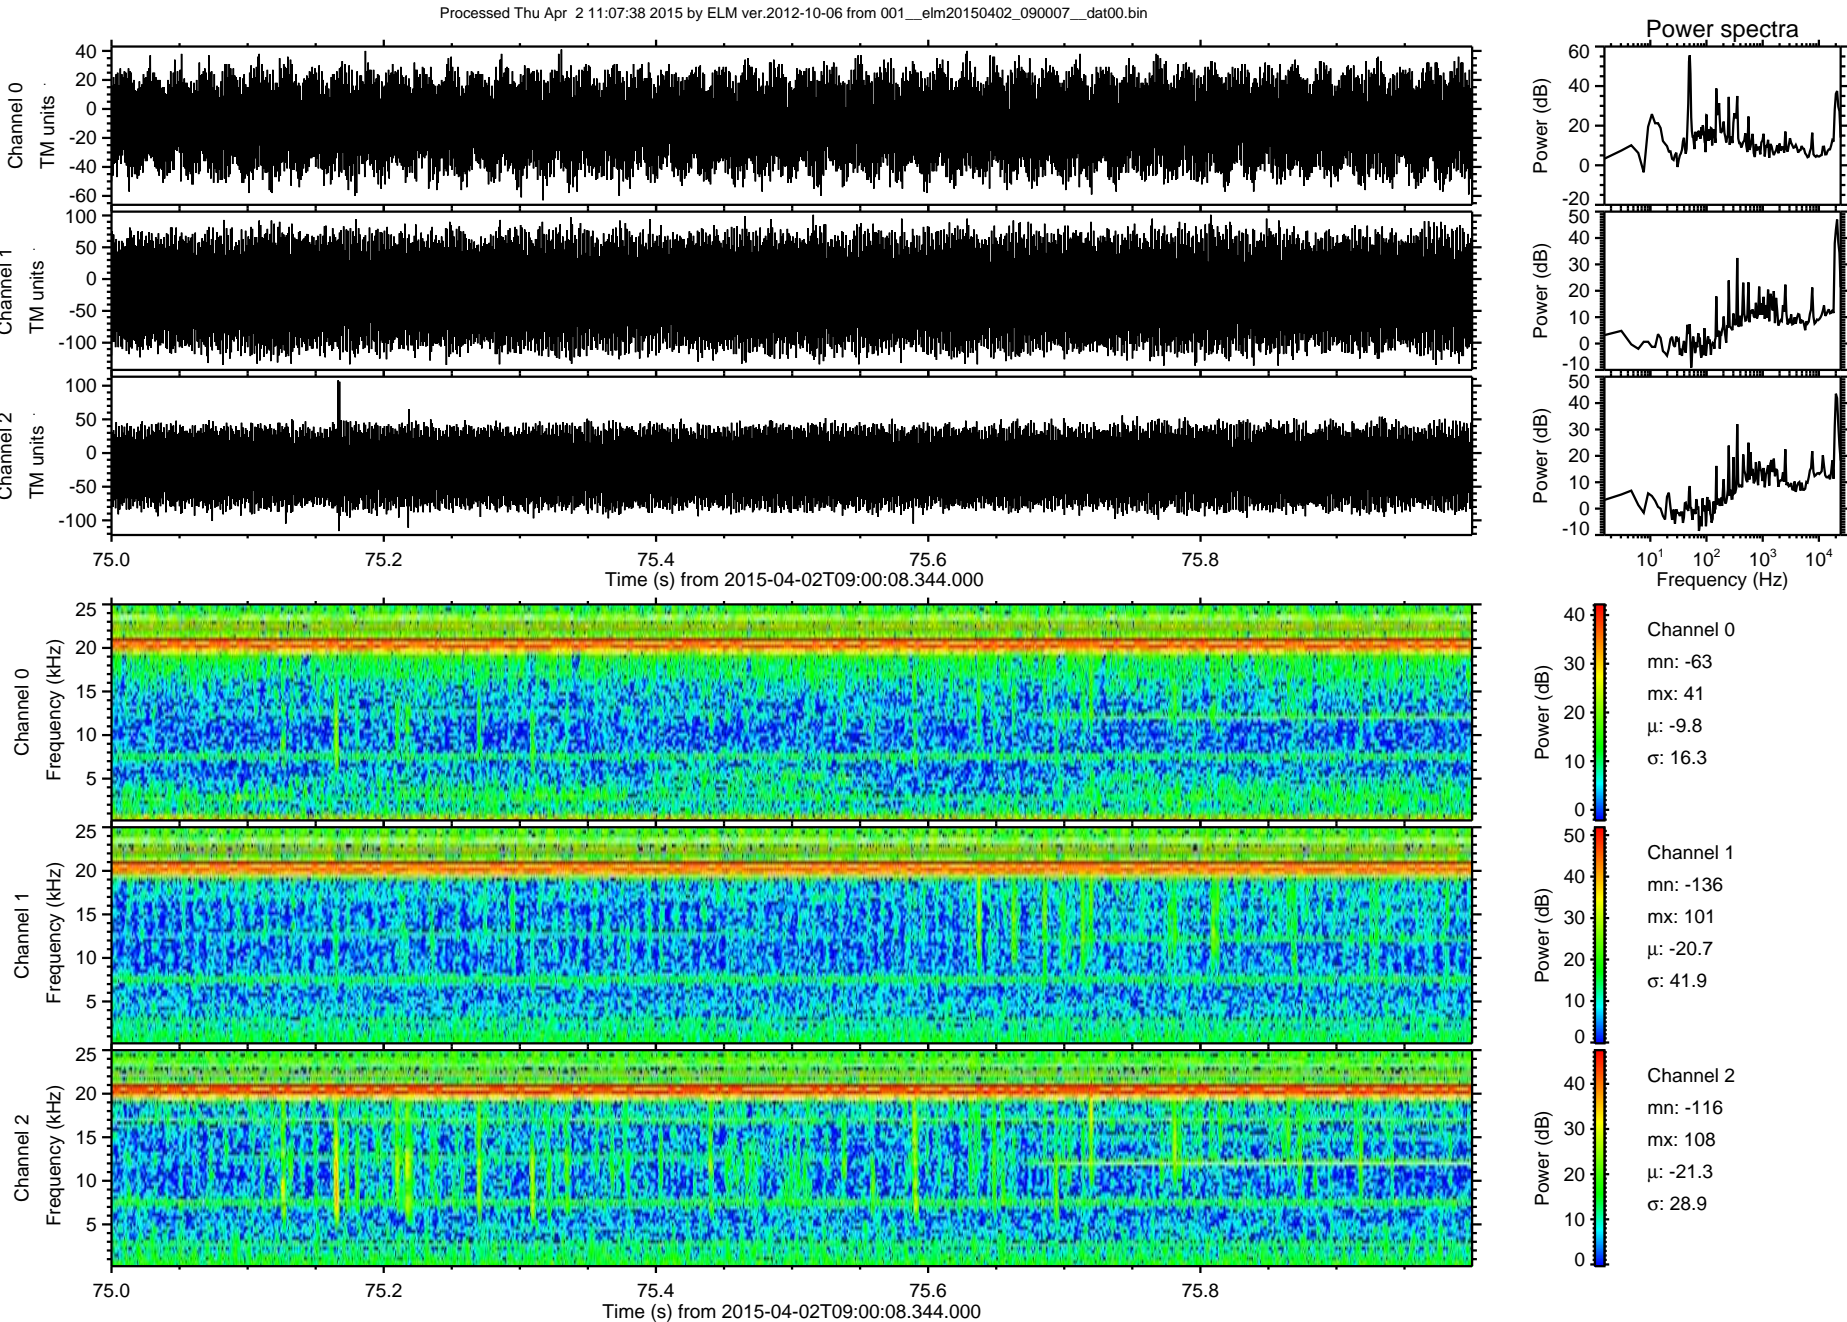 Processed Thu Apr  2 11:07:38 2015 by ELM ver.2012-10-06 from 001__elm20150402_090007__dat00.bin
Power spectra
Channel 0
TM units
40
20
0
-20
-40
-60
Power (dB)
60
40
20
0
-20
Channel 1
TM units
100
50
0
-50
-100
Power (dB)
50
40
30
20
10
0
-10
Channel 2
TM units
100
50
0
-50
-100
Power (dB)
50
40
30
20
10
0
-10
75.0 75.2 75.4 75.6 75.8
Time (s) from 2015-04-02T09:00:08.344.000
10¹ 10² 10³ 10⁴
Frequency (Hz)
Channel 0
Frequency (kHz)
25
20
15
10
5
Power (dB)
40
30
20
10
0
Channel 0
mn: -63
mx: 41
μ: -9.8
σ: 16.3
Channel 1
Frequency (kHz)
25
20
15
10
5
Power (dB)
50
40
30
20
10
0
Channel 1
mn: -136
mx: 101
μ: -20.7
σ: 41.9
Channel 2
Frequency (kHz)
25
20
15
10
5
Power (dB)
40
30
20
10
0
Channel 2
mn: -116
mx: 108
μ: -21.3
σ: 28.9
75.0 75.2 75.4 75.6 75.8
Time (s) from 2015-04-02T09:00:08.344.000